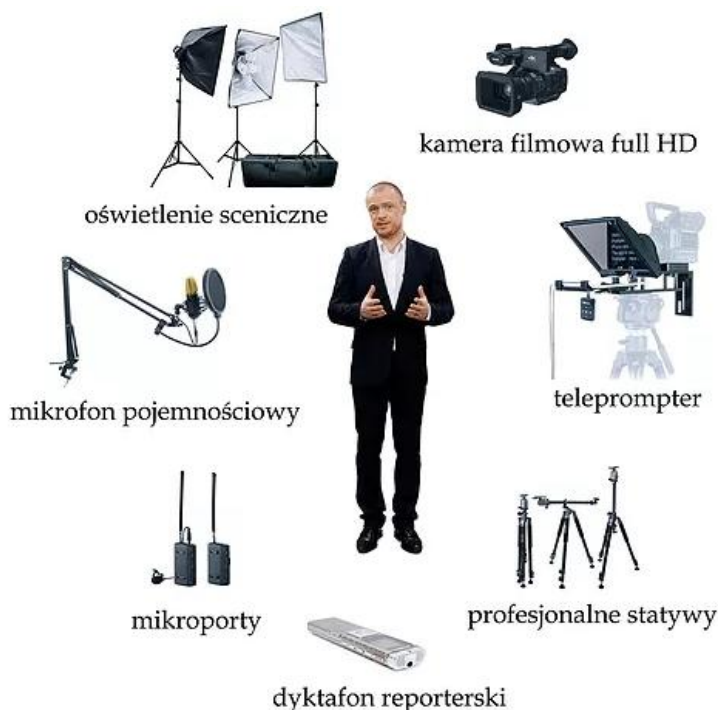 kamera filmowa full HD
oświetlenie sceniczne
teleprompter
mikrofon pojemnościowy
mikroporty
profesjonalne statywy
dyktafon reporterski